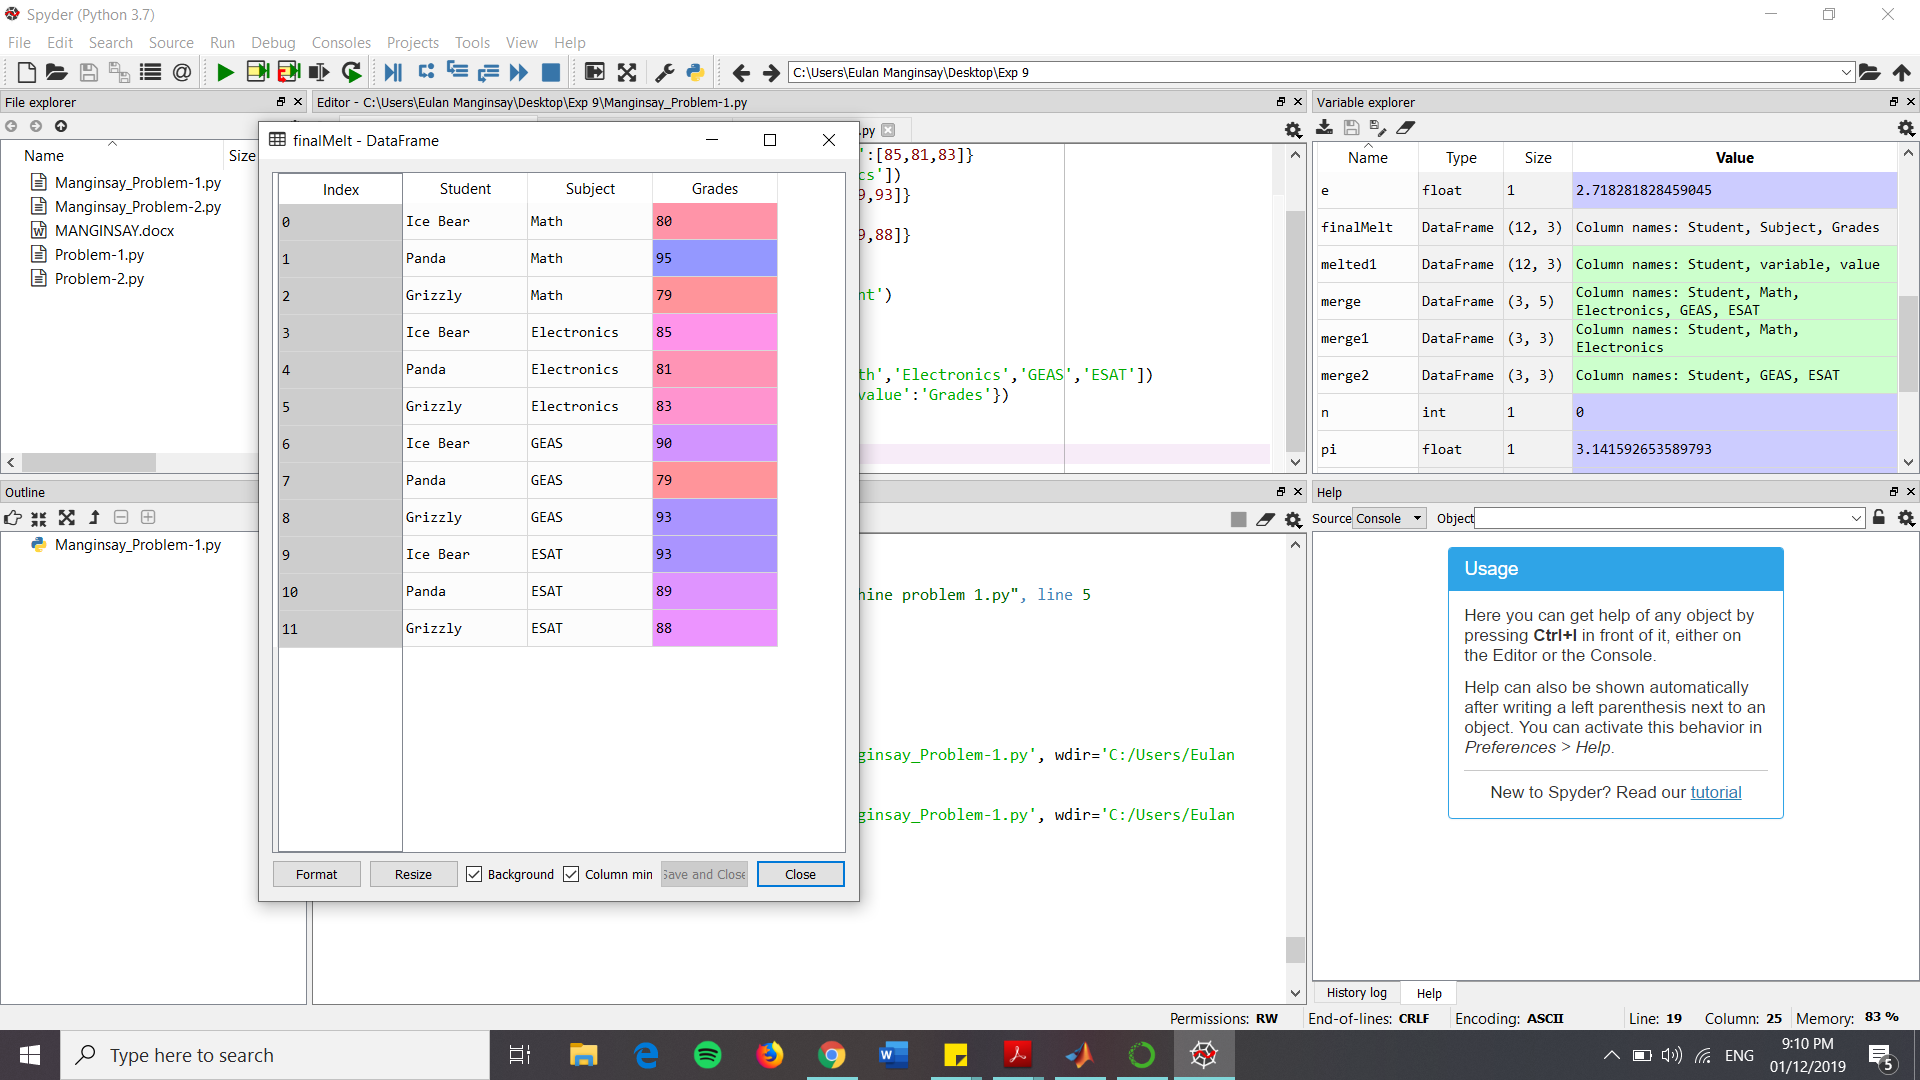 Spyder (Python 3.7)
File Edit Search Source Run Debug Consoles Projects Tools View Help
C:\Users\Eulan Manginsay\Desktop\Exp 9
File explorer
Name Size
Manginsay_Problem-1.py
Manginsay_Problem-2.py
MANGINSAY.docx
Problem-1.py
Problem-2.py
Outline
Manginsay_Problem-1.py
Editor - C:\Users\Eulan Manginsay\Desktop\Exp 9\Manginsay_Problem-1.py
.py
':[85,81,83]}
cs'])
9,93]}
9,88]}
nt')
th','Electronics','GEAS','ESAT'])
value':'Grades'})
finalMelt - DataFrame
Index Student Subject Grades
0 Ice Bear Math 80
1 Panda Math 95
2 Grizzly Math 79
3 Ice Bear Electronics 85
4 Panda Electronics 81
5 Grizzly Electronics 83
6 Ice Bear GEAS 90
7 Panda GEAS 79
8 Grizzly GEAS 93
9 Ice Bear ESAT 93
10 Panda ESAT 89
11 Grizzly ESAT 88
Format Resize Background Column min Save and Close Close
hine problem 1.py", line 5
ginsay_Problem-1.py', wdir='C:/Users/Eulan
ginsay_Problem-1.py', wdir='C:/Users/Eulan
Variable explorer
Name Type Size Value
e float 1 2.718281828459045
finalMelt DataFrame (12, 3) Column names: Student, Subject, Grades
melted1 DataFrame (12, 3) Column names: Student, variable, value
merge DataFrame (3, 5) Column names: Student, Math,
Electronics, GEAS, ESAT
merge1 DataFrame (3, 3) Column names: Student, Math,
Electronics
merge2 DataFrame (3, 3) Column names: Student, GEAS, ESAT
n int 1 0
pi float 1 3.141592653589793
Help
Source Console Object
Usage
Here you can get help of any object by
pressing Ctrl+I in front of it, either on
the Editor or the Console.
Help can also be shown automatically
after writing a left parenthesis next to an
object. You can activate this behavior in
Preferences > Help.
New to Spyder? Read our tutorial
History log Help
Permissions: RW End-of-lines: CRLF Encoding: ASCII Line: 19 Column: 25 Memory: 83 %
Type here to search
ENG
9:10 PM
01/12/2019
5